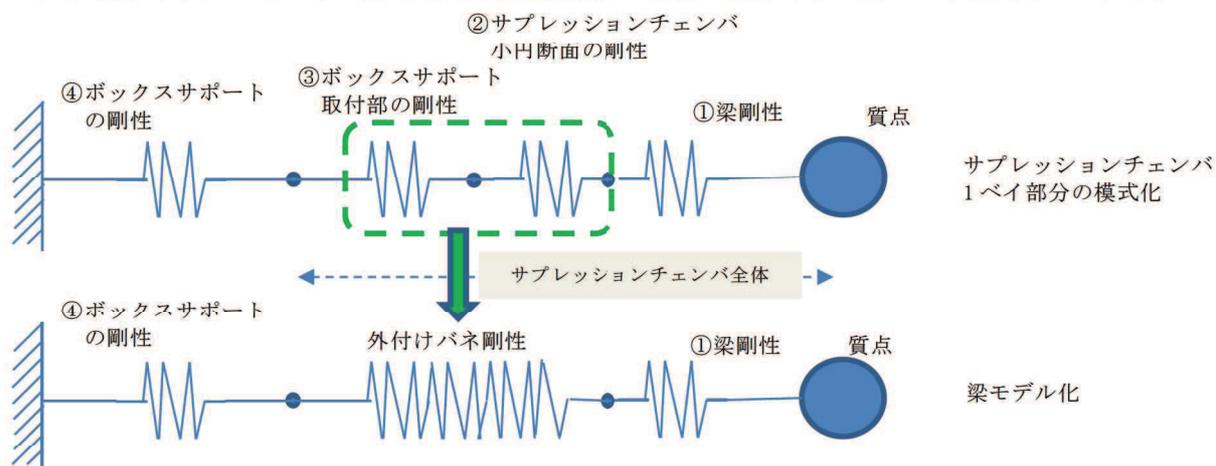 ②サプレッションチェンバ
小円断面の剛性
③ボックスサポート
取付部の剛性
④ボックスサポート
の剛性
①梁剛性
質点
サプレッションチェンバ
1ベイ部分の模式化
サプレッションチェンバ全体
④ボックスサポート
の剛性
外付けバネ剛性
①梁剛性
質点
梁モデル化